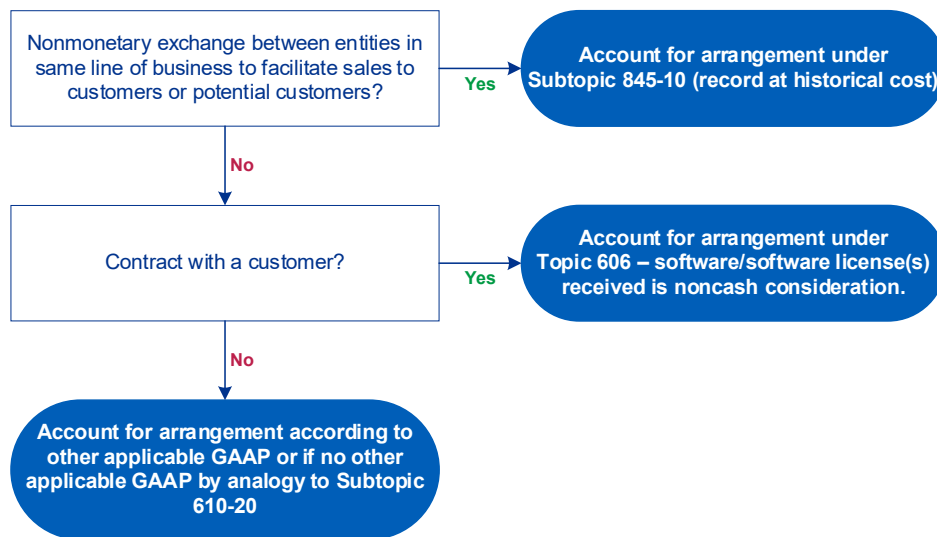 Nonmonetary exchange between entities in
same line of business to facilitate sales to
customers or potential customers?
Yes
Account for arrangement under
Subtopic 845-10 (record at historical cost)
No
Contract with a customer?
Yes
Account for arrangement under
Topic 606 – software/software license(s)
received is noncash consideration.
No
Account for arrangement according to
other applicable GAAP or if no other
applicable GAAP by analogy to Subtopic
610-20